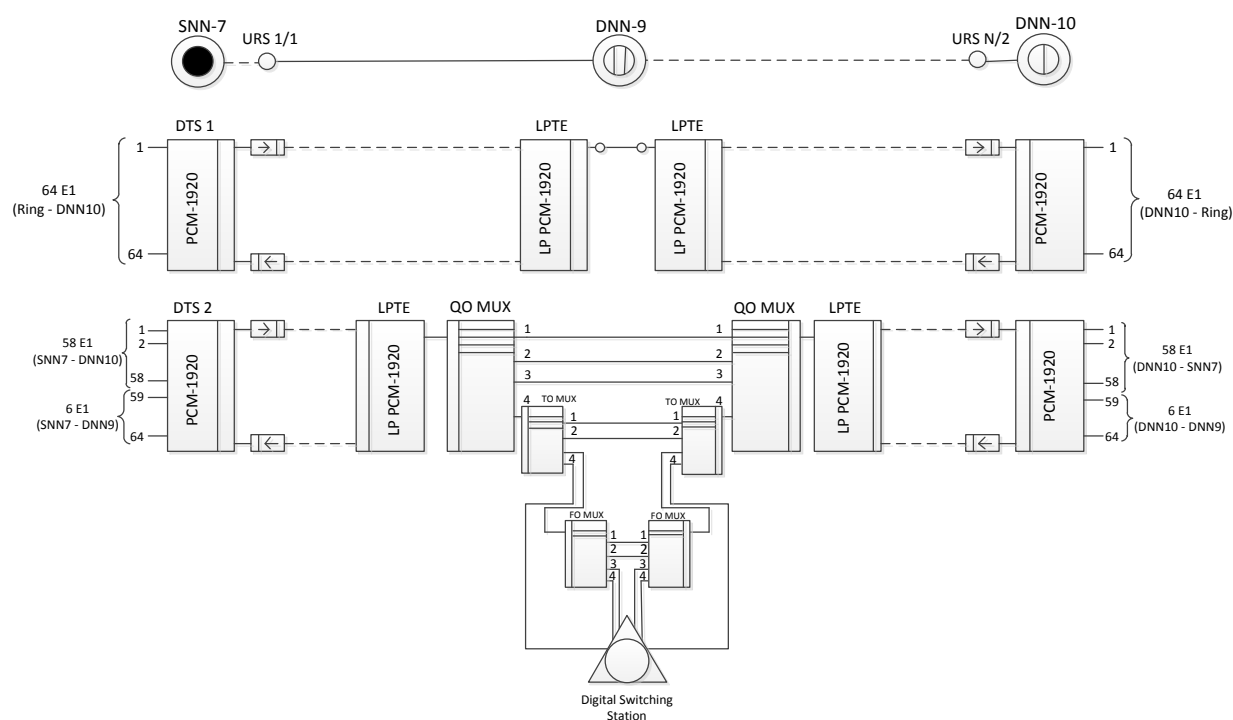 SNN-7
URS 1/1
DNN-9
URS N/2
DNN-10
DTS 1
LPTE
LPTE
1
64
64 E1
(Ring - DNN10)
PCM-1920
LP PCM-1920
LP PCM-1920
PCM-1920
1
64
64 E1
(DNN10 - Ring)
DTS 2
LPTE
QO MUX
QO MUX
LPTE
1
2
58
59
64
58 E1
(SNN7 - DNN10)
6 E1
(SNN7 - DNN9)
PCM-1920
LP PCM-1920
1
2
3
4
1
2
3
4
LP PCM-1920
PCM-1920
1
2
58
59
64
58 E1
(DNN10 - SNN7)
6 E1
(DNN10 - DNN9)
TO MUX
TO MUX
1
2
4
1
2
4
FO MUX
FO MUX
1
2
3
4
1
2
3
4
Digital Switching
Station